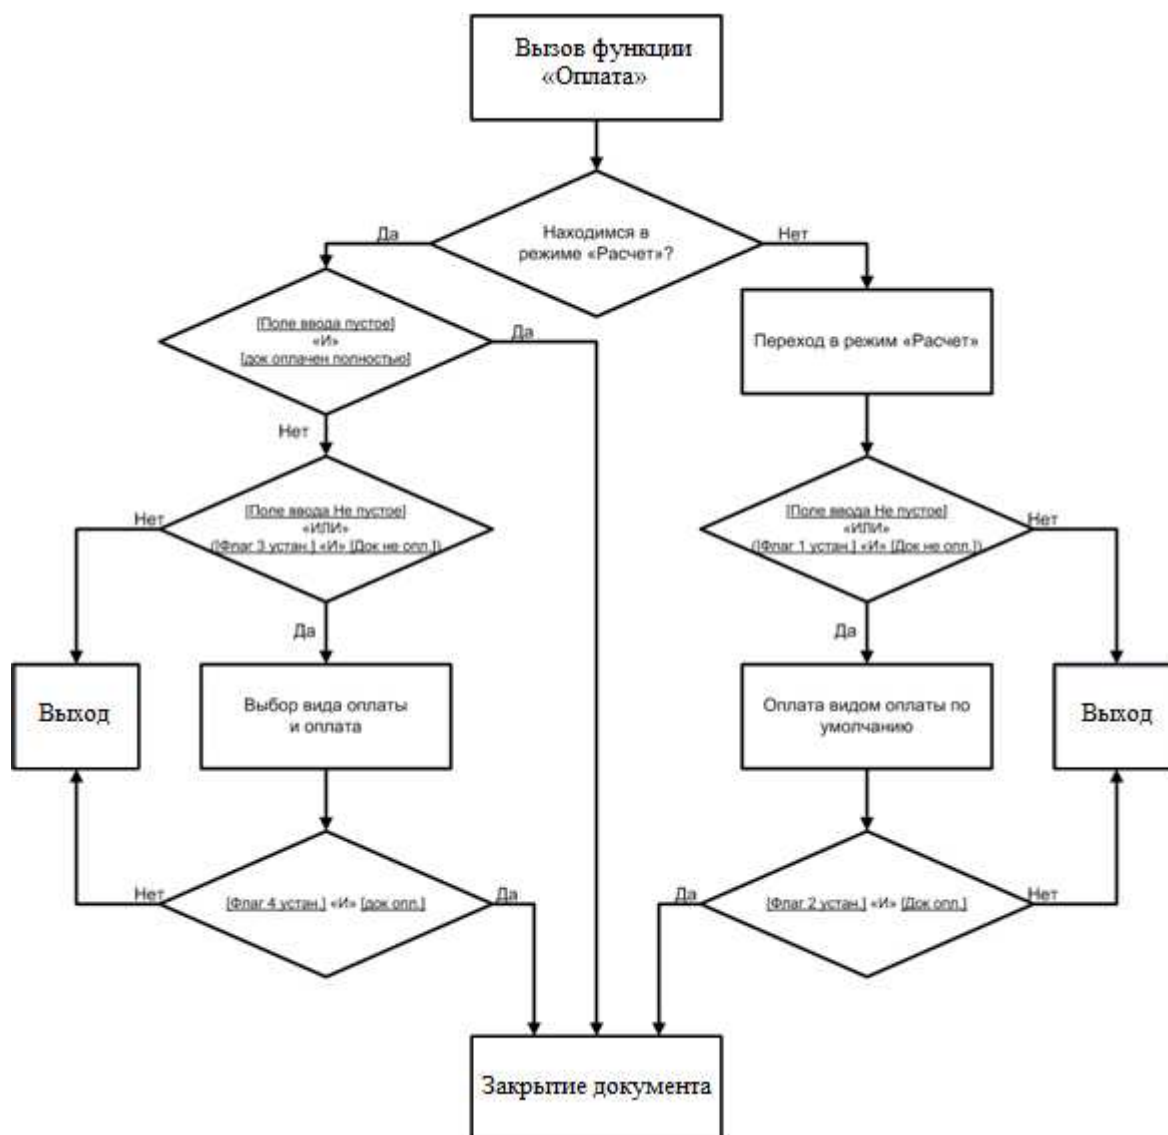 Вызов функции
«Оплата»
Находимся в
режиме «Расчет»?
Да
Нет
[Поле ввода пустое]
«И»
[док оплачен полностью]
Да
Переход в режим «Расчет»
Нет
[Поле ввода Не пустое]
«ИЛИ»
([Флаг 3 устан.] «И» [Док не опл.])
Нет
[Поле ввода Не пустое]
«ИЛИ»
([Флаг 1 устан.] «И» [Док не опл.])
Нет
Да
Да
Выход
Выбор вида оплаты
и оплата
Оплата видом оплаты по
умолчанию
Выход
Нет
[Флаг 4 устан.] «И» [док опл.]
Да
Да
[Флаг 2 устан.] «И» [Док опл.]
Нет
Закрытие документа